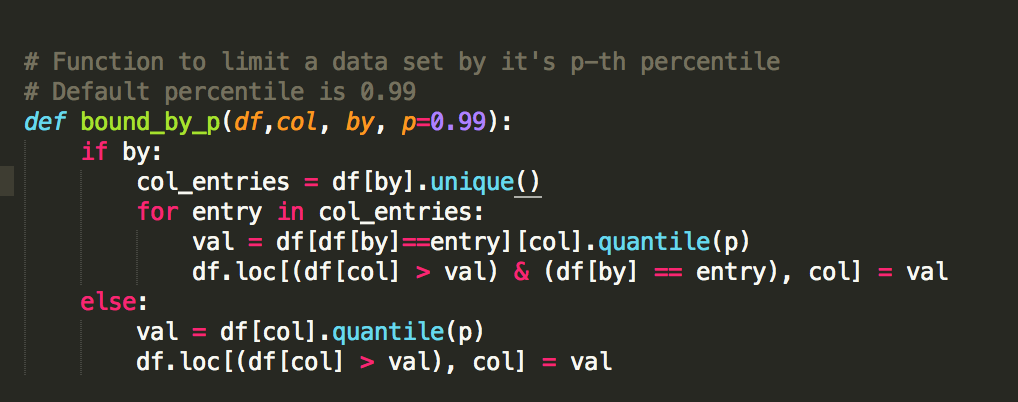 # Function to limit a data set by it's p-th percentile
# Default percentile is 0.99
def bound_by_p(df,col, by, p=0.99):
    if by:
        col_entries = df[by].unique()
        for entry in col_entries:
            val = df[df[by]==entry][col].quantile(p)
            df.loc[(df[col] > val) & (df[by] == entry), col] = val
    else:
        val = df[col].quantile(p)
        df.loc[(df[col] > val), col] = val